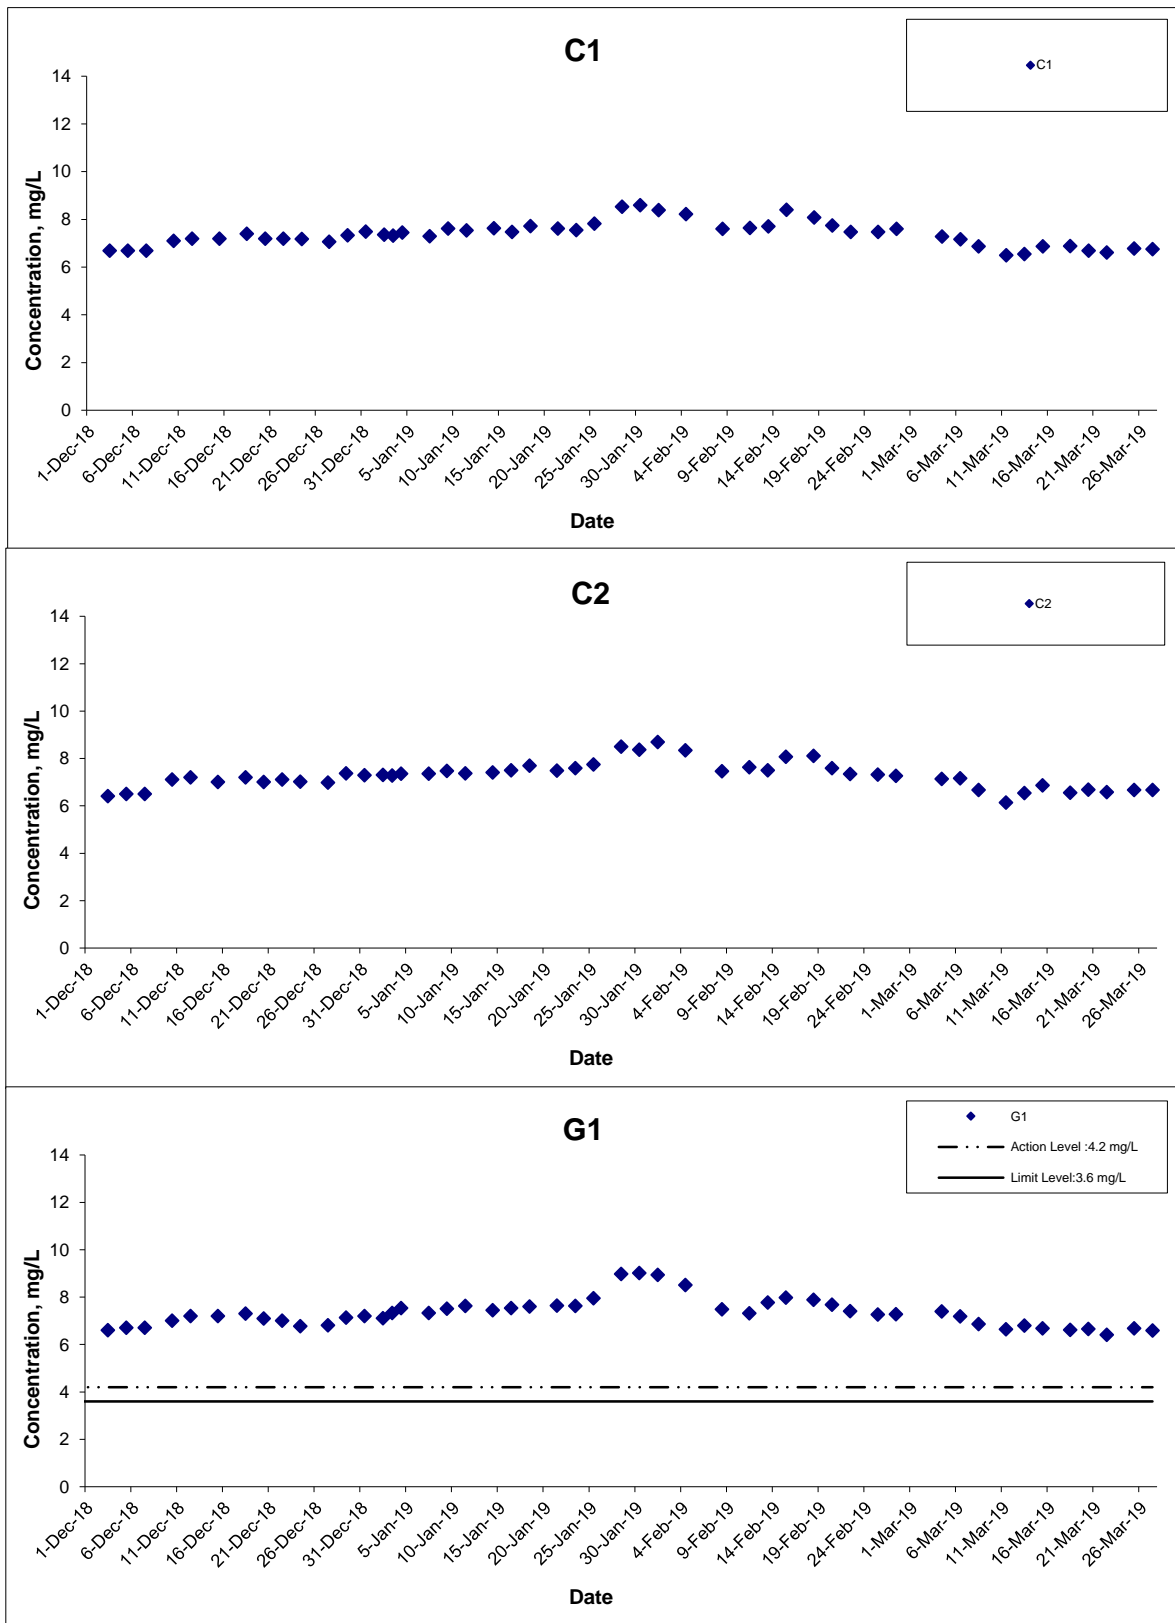 C1
C1
Concentration, mg/L
14
12
10
8
6
4
2
0
1-Dec-18
6-Dec-18
11-Dec-18
16-Dec-18
21-Dec-18
26-Dec-18
31-Dec-18
5-Jan-19
10-Jan-19
15-Jan-19
20-Jan-19
25-Jan-19
30-Jan-19
4-Feb-19
9-Feb-19
14-Feb-19
19-Feb-19
24-Feb-19
1-Mar-19
6-Mar-19
11-Mar-19
16-Mar-19
21-Mar-19
26-Mar-19
Date
C2
C2
Concentration, mg/L
14
12
10
8
6
4
2
0
1-Dec-18
6-Dec-18
11-Dec-18
16-Dec-18
21-Dec-18
26-Dec-18
31-Dec-18
5-Jan-19
10-Jan-19
15-Jan-19
20-Jan-19
25-Jan-19
30-Jan-19
4-Feb-19
9-Feb-19
14-Feb-19
19-Feb-19
24-Feb-19
1-Mar-19
6-Mar-19
11-Mar-19
16-Mar-19
21-Mar-19
26-Mar-19
Date
G1
G1
Action Level :4.2 mg/L
Limit Level:3.6 mg/L
Concentration, mg/L
14
12
10
8
6
4
2
0
1-Dec-18
6-Dec-18
11-Dec-18
16-Dec-18
21-Dec-18
26-Dec-18
31-Dec-18
5-Jan-19
10-Jan-19
15-Jan-19
20-Jan-19
25-Jan-19
30-Jan-19
4-Feb-19
9-Feb-19
14-Feb-19
19-Feb-19
24-Feb-19
1-Mar-19
6-Mar-19
11-Mar-19
16-Mar-19
21-Mar-19
26-Mar-19
Date